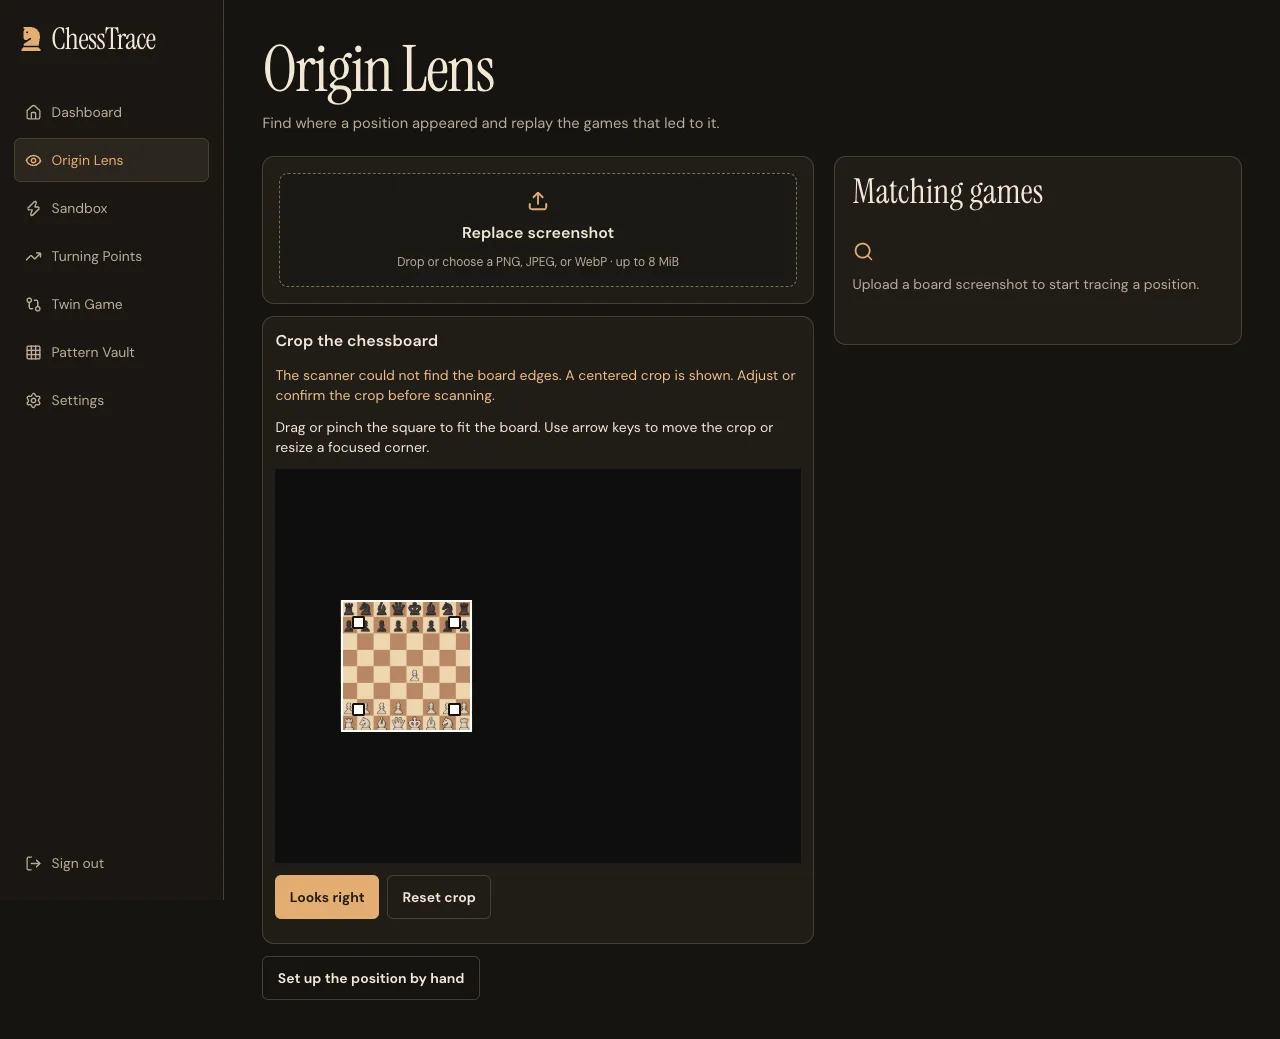 ChessTrace
Dashboard
Origin Lens
Sandbox
Turning Points
Twin Game
Pattern Vault
Settings
Sign out
Origin Lens
Find where a position appeared and replay the games that led to it.
Replace screenshot
Drop or choose a PNG, JPEG, or WebP · up to 8 MiB
Crop the chessboard
The scanner could not find the board edges. A centered crop is shown. Adjust or
confirm the crop before scanning.
Drag or pinch the square to fit the board. Use arrow keys to move the crop or
resize a focused corner.
Looks right
Reset crop
Set up the position by hand
Matching games
Upload a board screenshot to start tracing a position.